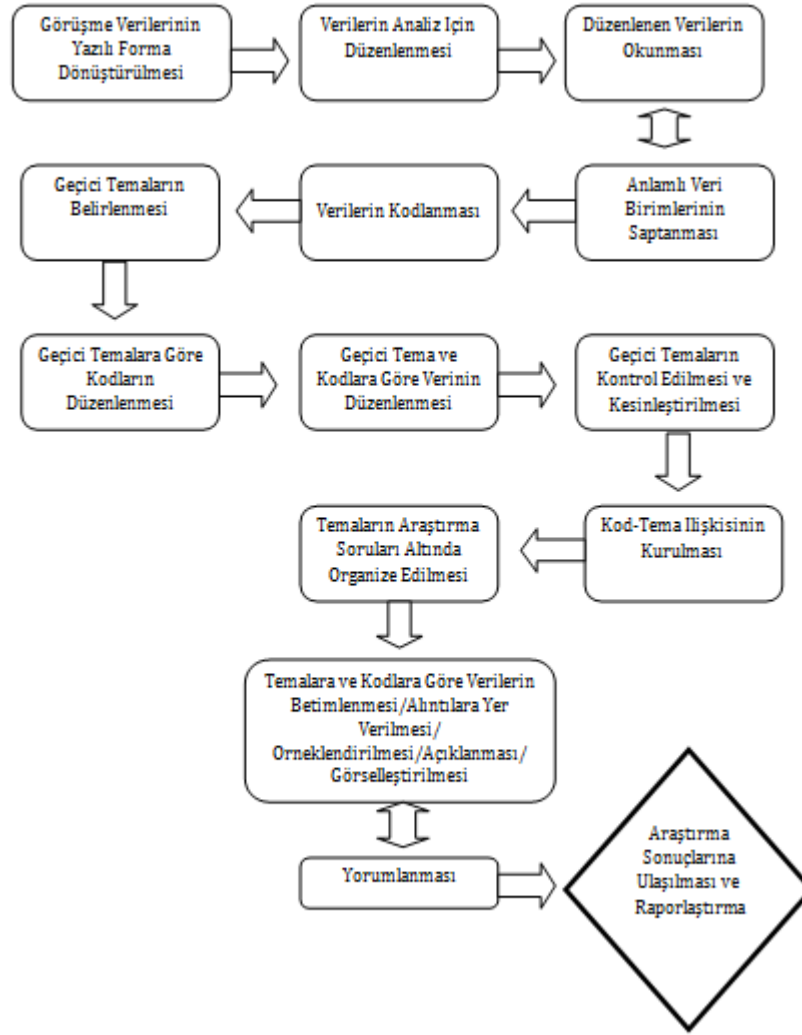 Görüşme Verilerinin
Yazılı Forma
Dönüştürülmesi
Verilerin Analiz Için
Düzenlenmesi
Düzenlenen Verilerin
Okunması
Geçici Temaların
Belirlenmesi
Verilerin Kodlanması
Anlamlı Veri
Birimlerinin
Saptanması
Geçici Temalara Göre
Kodların
Düzenlenmesi
Geçici Tema ve
Kodlara Göre Verinin
Düzenlenmesi
Geçici Temaların
Kontrol Edilmesi ve
Kesinleştirilmesi
Temaların Araştırma
Soruları Altında
Organize Edilmesi
Kod-Tema Ilişkisinin
Kurulması
Temalara ve Kodlara Göre Verilerin
Betimlenmesi/Alıntılara Yer
Verilmesi/
Orneklendirilmesi/Açıklanması/
Görselleştirilmesi
Yorumlanması
Araştırma
Sonuçlarına
Ulaşılması ve
Raporlaştırma